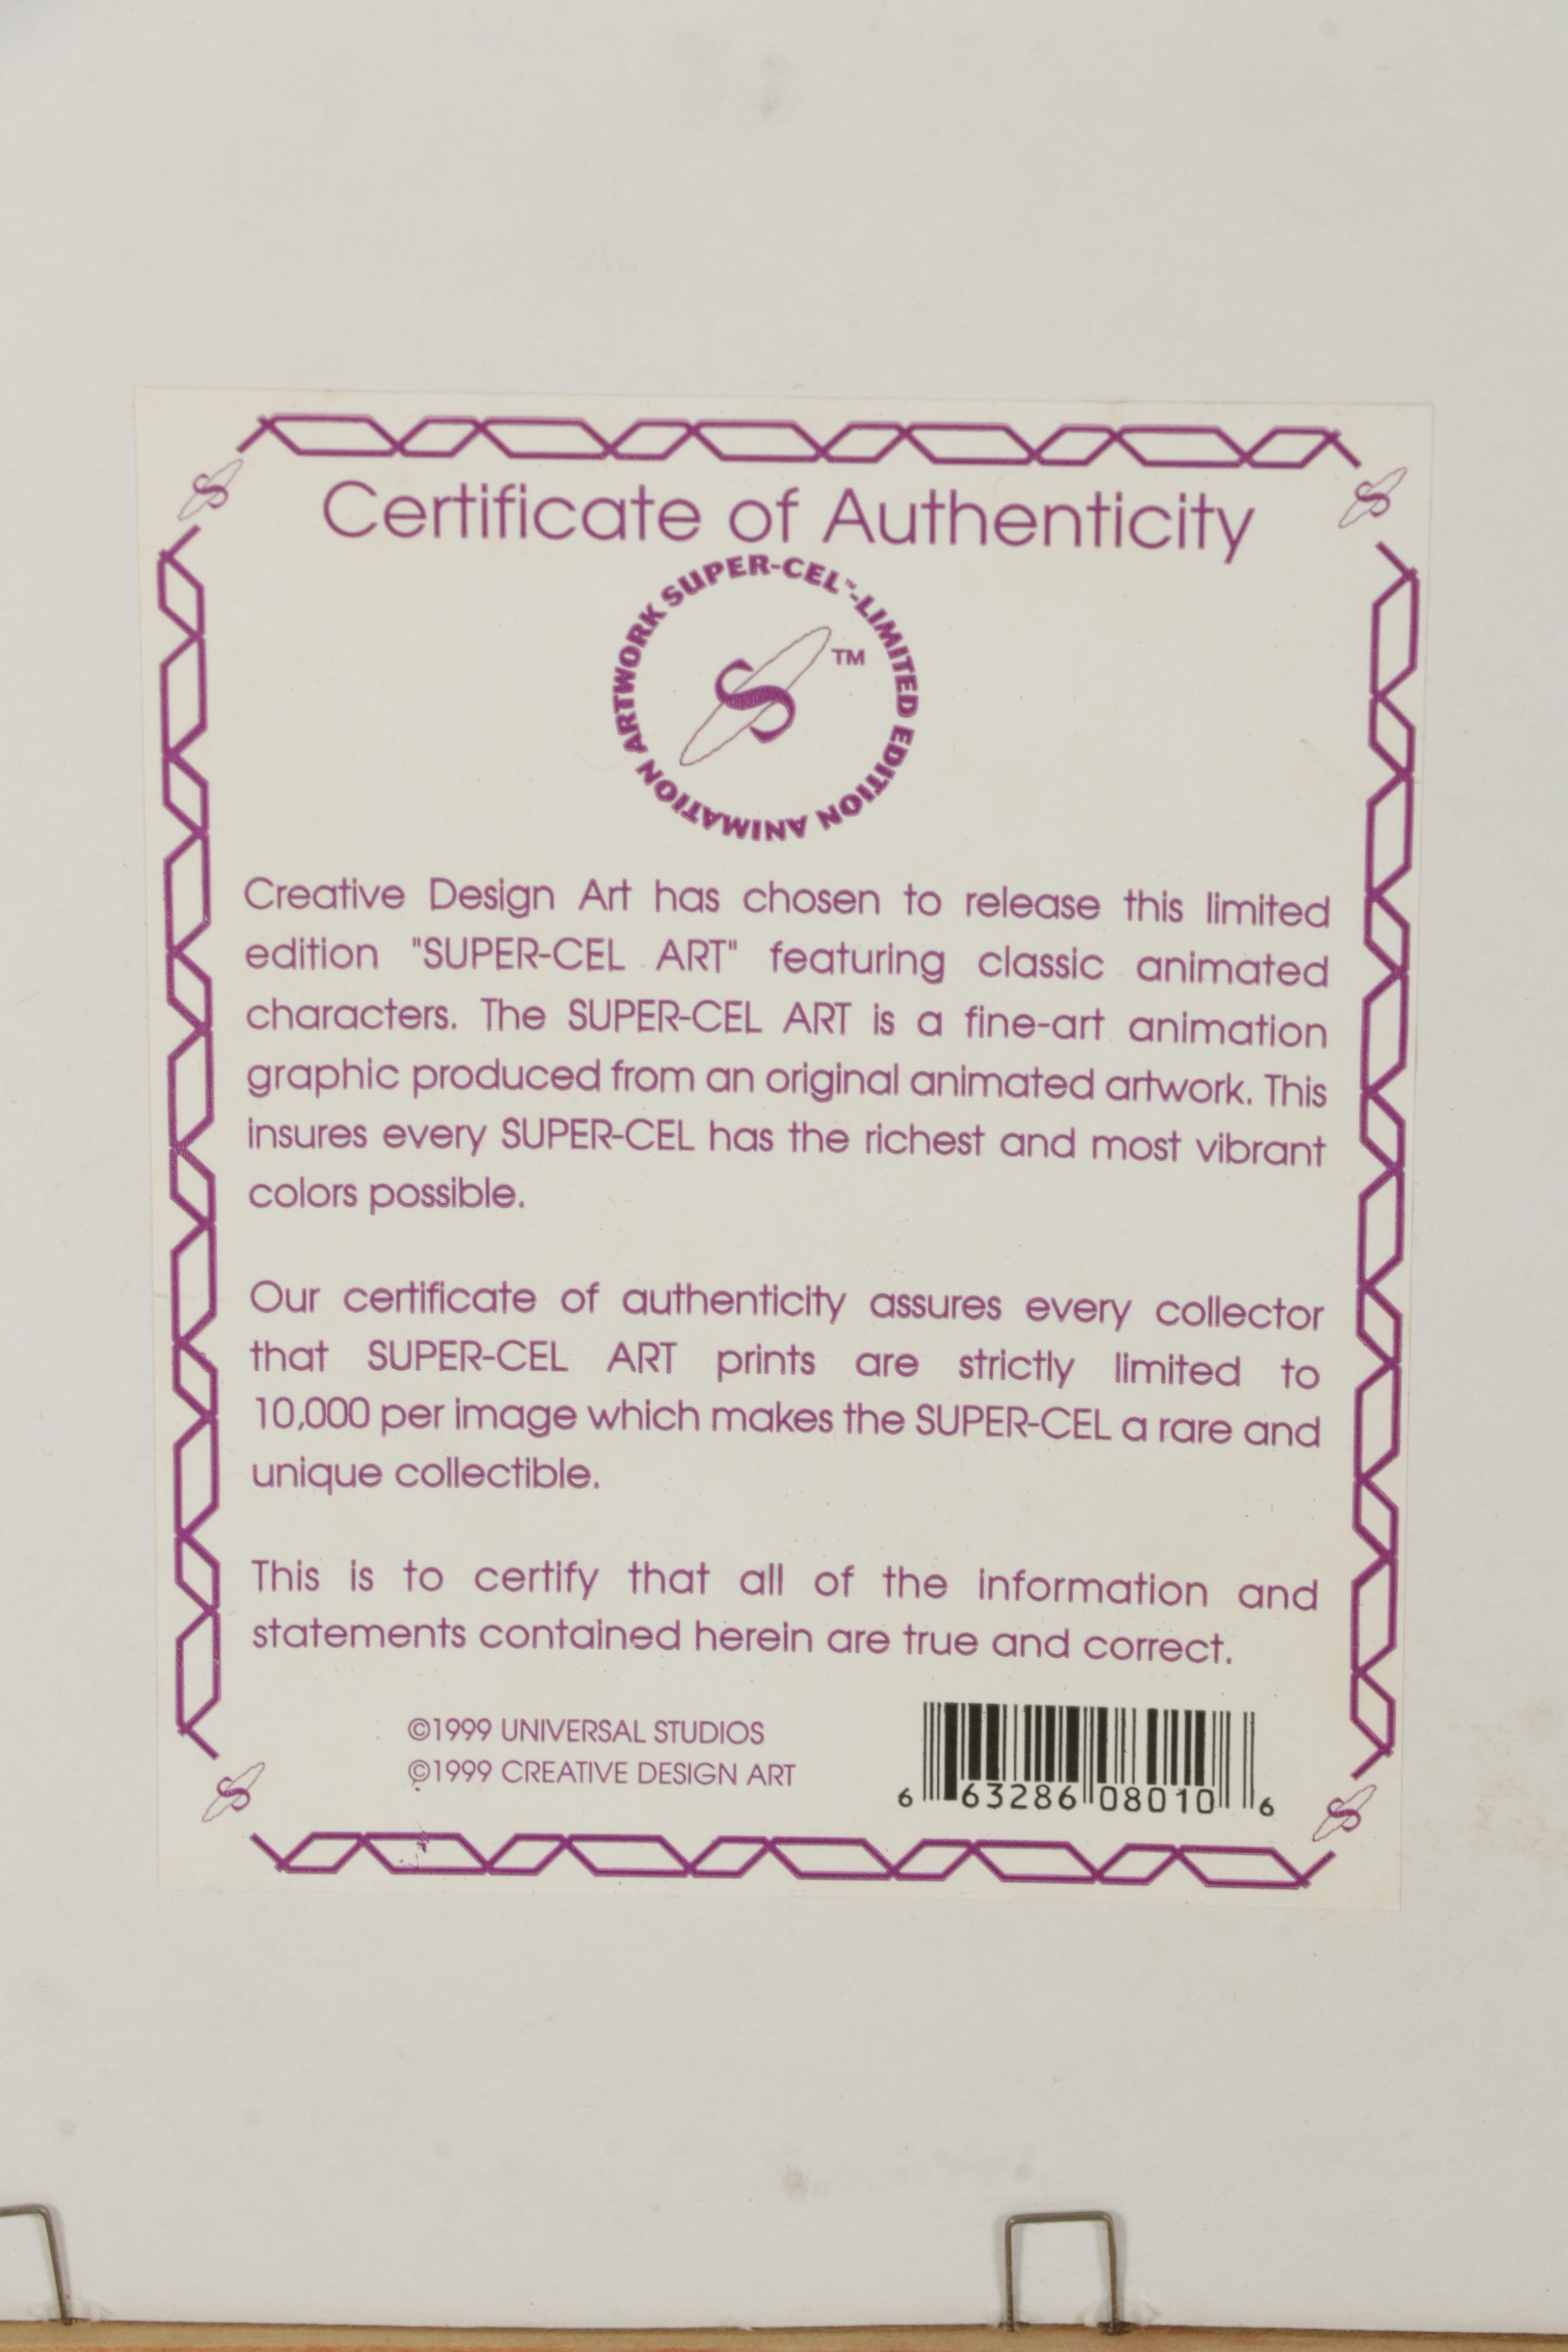 Certificate of Authenticity
SUPER-CEL™-LIMITED EDITION ANIMATION ARTWORK
S™
Creative Design Art has chosen to release this limited
edition "SUPER-CEL ART" featuring classic animated
characters. The SUPER-CEL ART is a fine-art animation
graphic produced from an original animated artwork. This
insures every SUPER-CEL has the richest and most vibrant
colors possible.
Our certificate of authenticity assures every collector
that SUPER-CEL ART prints are strictly limited to
10,000 per image which makes the SUPER-CEL a rare and
unique collectible.
This is to certify that all of the information and
statements contained herein are true and correct.
©1999 UNIVERSAL STUDIOS
©1999 CREATIVE DESIGN ART
6 63286 08010 6